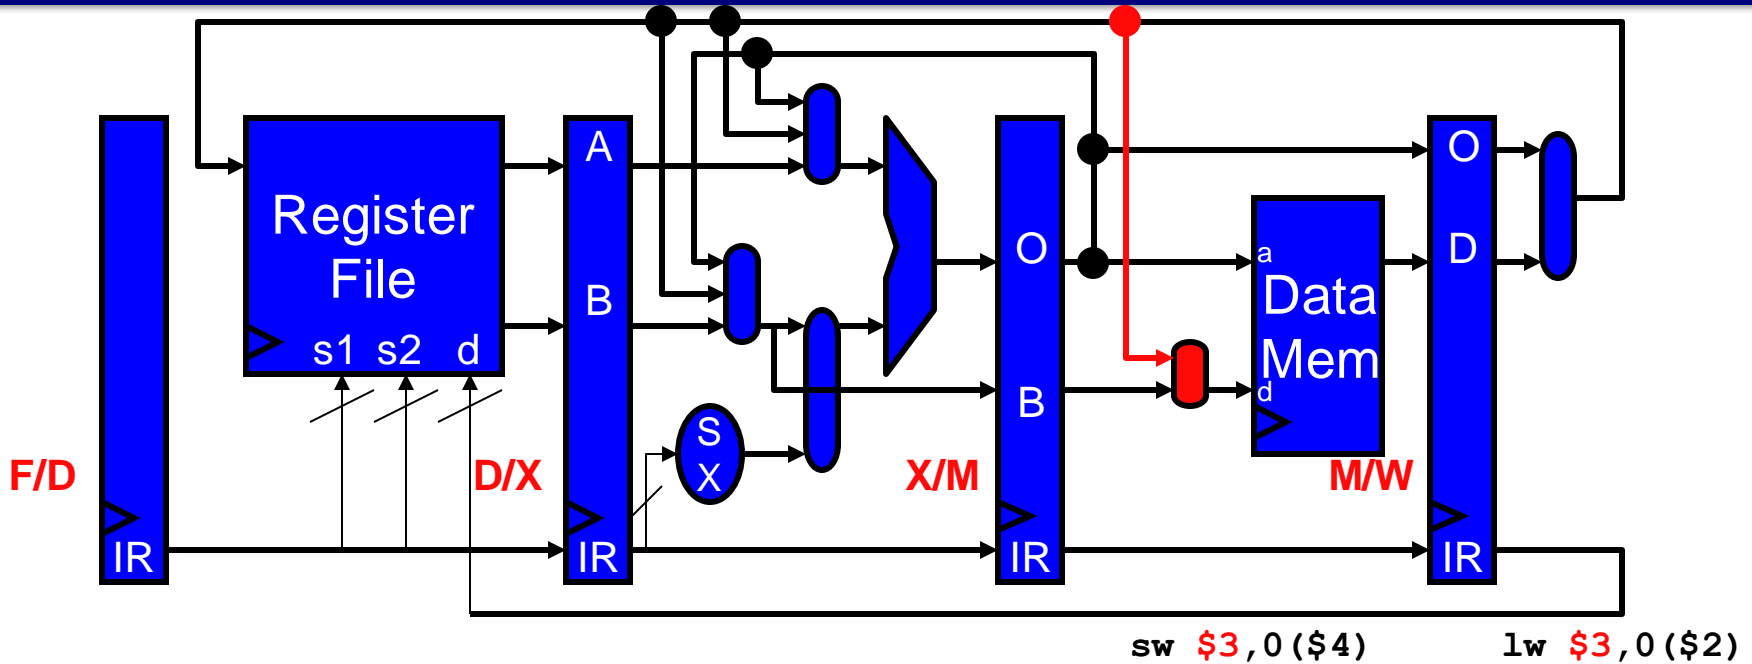 A
O
Register
File
O
D
B
a
Data
Mem
s1 s2 d
d
B
S
X
F/D
D/X
X/M
M/W
IR
IR
IR
IR
sw $3,0($4)
lw $3,0($2)